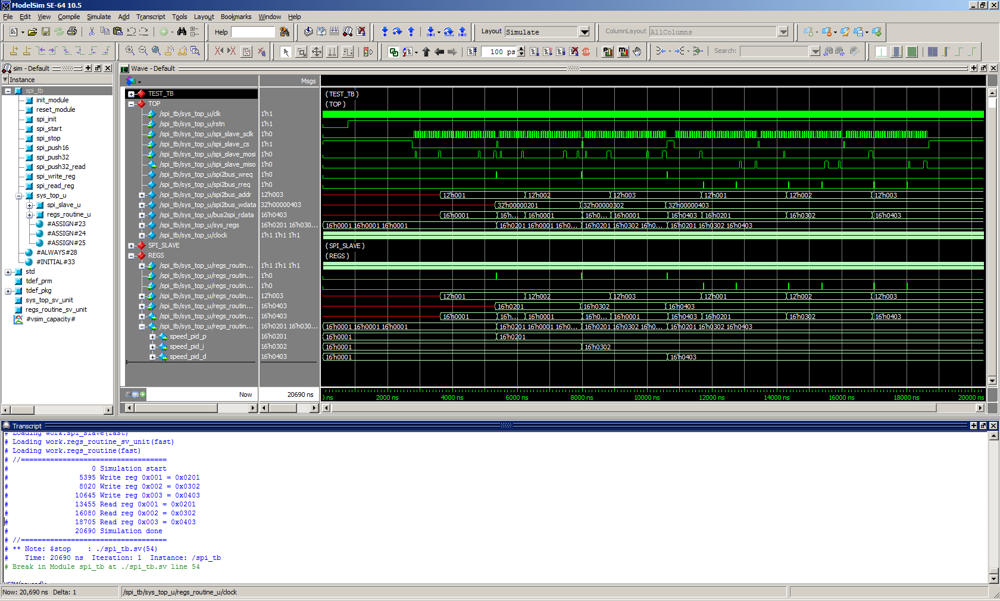 ModelSim SE-64 10.5
File Edit View Compile Simulate Add Transcript Tools Layout Bookmarks Window Help
Help
Layout Simulate
ColumnLayout AllColumns
100 ps
Search:
sim - Default
Instance
spi_tb
init_module
reset_module
spi_init
spi_start
spi_stop
spi_push16
spi_push32
spi_push32_read
spi_write_reg
spi_read_reg
sys_top_u
spi_slave_u
regs_routine_u
#ASSIGN#23
#ASSIGN#24
#ASSIGN#25
#ALWAYS#28
#INITIAL#33
std
tdef_prm
tdef_pkg
sys_top_sv_unit
regs_routine_sv_unit
#vsim_capacity#
Wave - Default
Msgs
TEST_TB (TEST_TB)
TOP (TOP)
/spi_tb/sys_top_u/clk 1'h1
/spi_tb/sys_top_u/rstn 1'h1
/spi_tb/sys_top_u/spi_slave_sclk 1'h0
/spi_tb/sys_top_u/spi_slave_cs 1'h1
/spi_tb/sys_top_u/spi_slave_mosi 1'h0
/spi_tb/sys_top_u/spi_slave_miso 1'h0
/spi_tb/sys_top_u/spi2bus_wreq 1'h0
/spi_tb/sys_top_u/spi2bus_rreq 1'h0
/spi_tb/sys_top_u/spi2bus_addr 12'h003 12'h001 12'h002 12'h003 12'h001 12'h002 12'h003
/spi_tb/sys_top_u/spi2bus_wdata 32'h00000403 32'h00000201 32'h00000302 32'h00000403
/spi_tb/sys_top_u/bus2spi_rdata 16'h0403 16'h0001 16'h... 16'h0001 16'h0... 16'h0001 16'h0403 16'h0201 16'h0302 16'h0403
/spi_tb/sys_top_u/sys_regs 16'h0201 16'h030... 16'h0001 16'h0001 16'h0001 16'h0201 16'h0001 16'h0... 16'h0201 16'h0302 16'h0... 16'h0201 16'h0302 16'h0403
/spi_tb/sys_top_u/clock 1'h1 1'h1 1'h1
SPI_SLAVE (SPI_SLAVE)
REGS (REGS)
/spi_tb/sys_top_u/regs_routin... 1'h1 1'h1 1'h1
/spi_tb/sys_top_u/regs_routin... 1'h0
/spi_tb/sys_top_u/regs_routin... 1'h0
/spi_tb/sys_top_u/regs_routin... 12'h003 12'h001 12'h002 12'h003 12'h001 12'h002 12'h003
/spi_tb/sys_top_u/regs_routin... 16'h0403 16'h0201 16'h0302 16'h0403
/spi_tb/sys_top_u/regs_routin... 16'h0403 16'h0001 16'h... 16'h0001 16'h0... 16'h0001 16'h0403 16'h0201 16'h0302 16'h0403
/spi_tb/sys_top_u/regs_routin... 16'h0201 16'h030... 16'h0001 16'h0001 16'h0001 16'h0201 16'h0001 16'h0... 16'h0201 16'h0302 16'h0... 16'h0201 16'h0302 16'h0403
speed_pid_p 16'h0201 16'h0001 16'h0201
speed_pid_i 16'h0302 16'h0001 16'h0302
speed_pid_d 16'h0403 16'h0001 16'h0403
Now 20690 ns 0 ns 2000 ns 4000 ns 6000 ns 8000 ns 10000 ns 12000 ns 14000 ns 16000 ns 18000 ns 20000 ns
Transcript
# Loading work.spi_slave(fast)
# Loading work.regs_routine_sv_unit(fast)
# Loading work.regs_routine(fast)
# //===================================
# 0 Simulation start
# 5395 Write reg 0x001 = 0x0201
# 8020 Write reg 0x002 = 0x0302
# 10645 Write reg 0x003 = 0x0403
# 13455 Read reg 0x001 = 0x0201
# 16080 Read reg 0x002 = 0x0302
# 18705 Read reg 0x003 = 0x0403
# 20690 Simulation done
# //===================================
# ** Note: $stop : ./spi_tb.sv(54)
# Time: 20690 ns Iteration: 1 Instance: /spi_tb
# Break in Module spi_tb at ./spi_tb.sv line 54
VSIM(paused)>
Now: 20,690 ns Delta: 1 /spi_tb/sys_top_u/regs_routine_u/clock